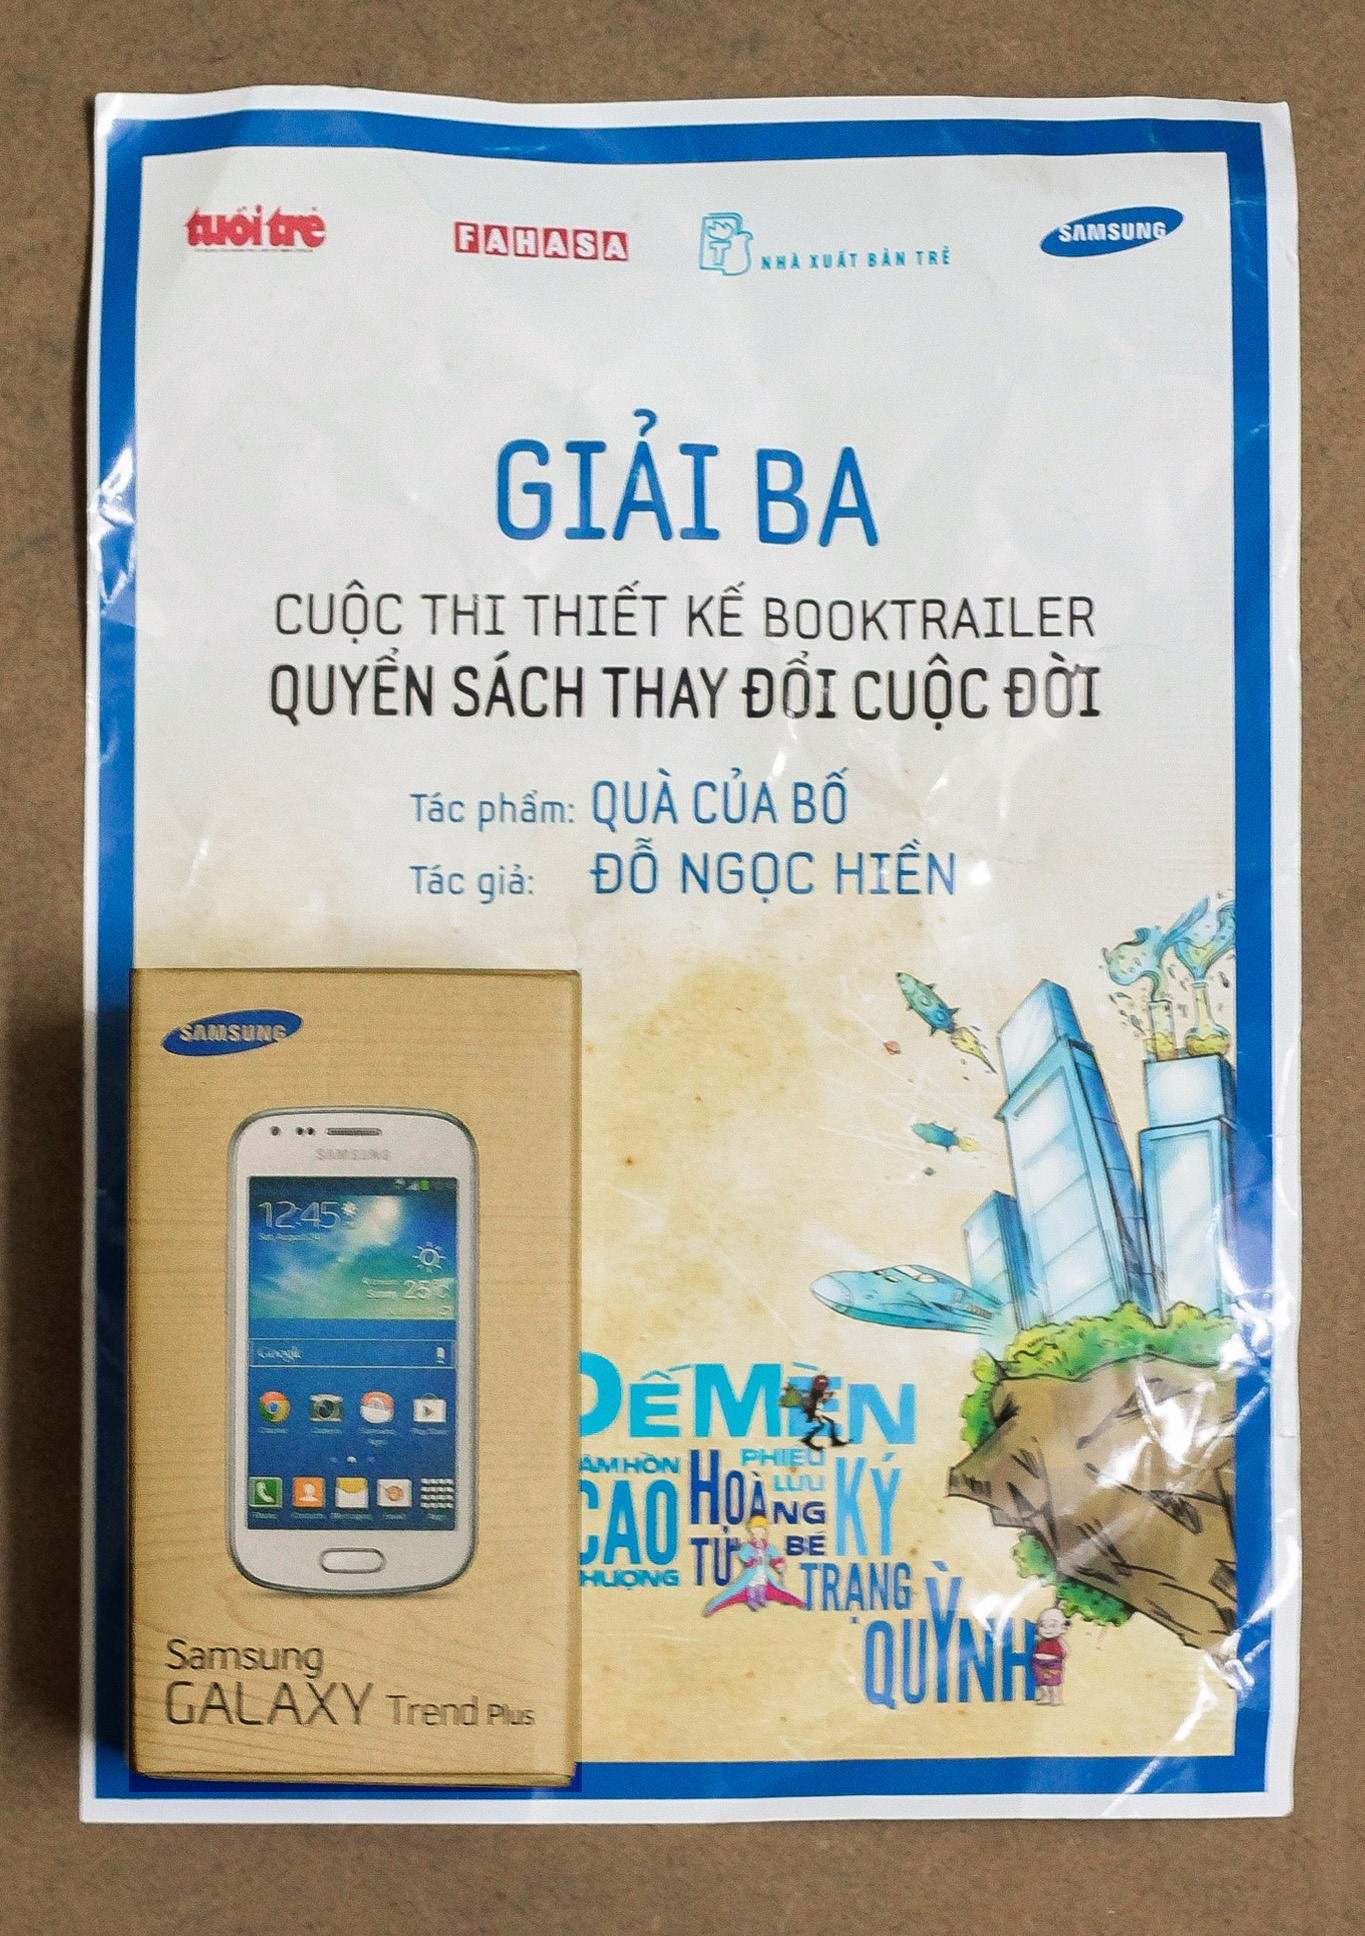 tuổi trẻ
FAHASA
NHÀ XUẤT BẢN TRẺ
SAMSUNG
GIẢI BA
CUỘC THI THIẾT KẾ BOOKTRAILER
QUYỂN SÁCH THAY ĐỔI CUỘC ĐỜI
Tác phẩm: QUÀ CỦA BỐ
Tác giả: ĐỖ NGỌC HIỀN
SAMSUNG
SAMSUNG
12:45
25°C
Google
Samsung
GALAXY Trend Plus
DẾ MÈN
PHIÊU
LƯU
KÝ
CAO
HOÀNG
TỬ
BÉ
TRẠNG
QUỲNH